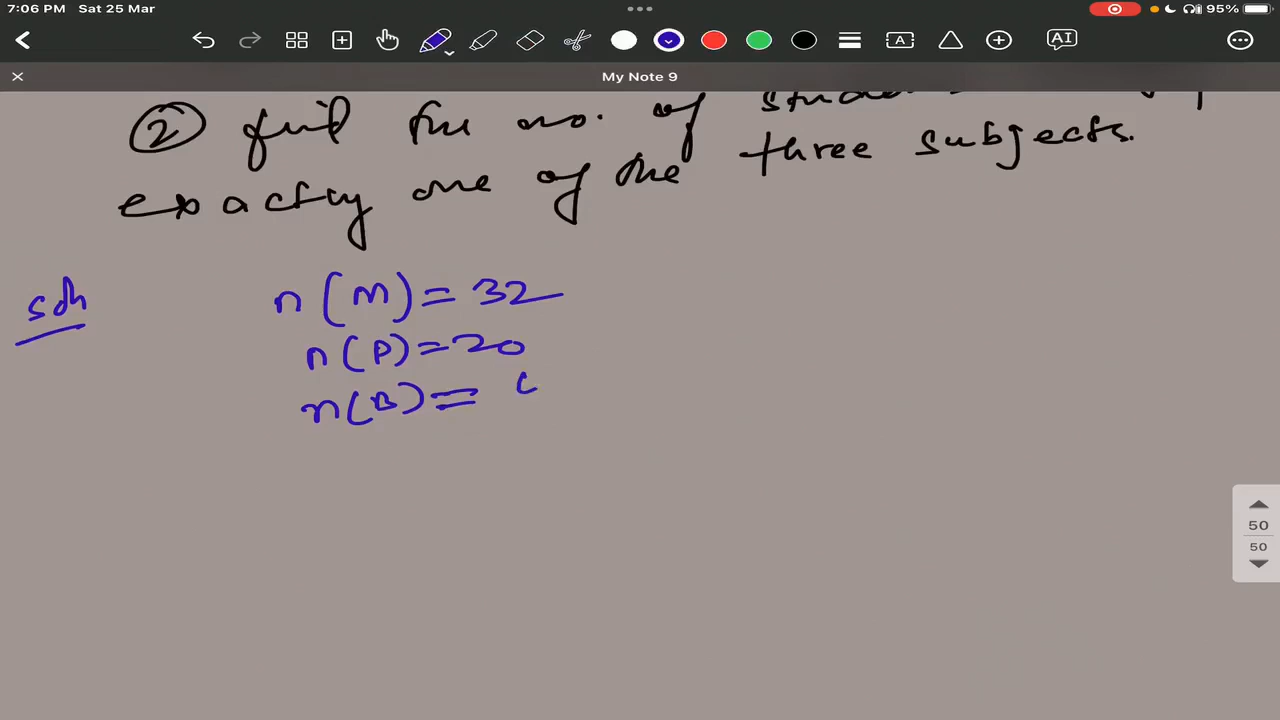 7:06 PM Sat 25 Mar
95%
A
AI
My Note 9
② find the no. of
exactly one of the three subjects.
soln
n(M) = 32
n(P) = 20
n(B) =
50
50